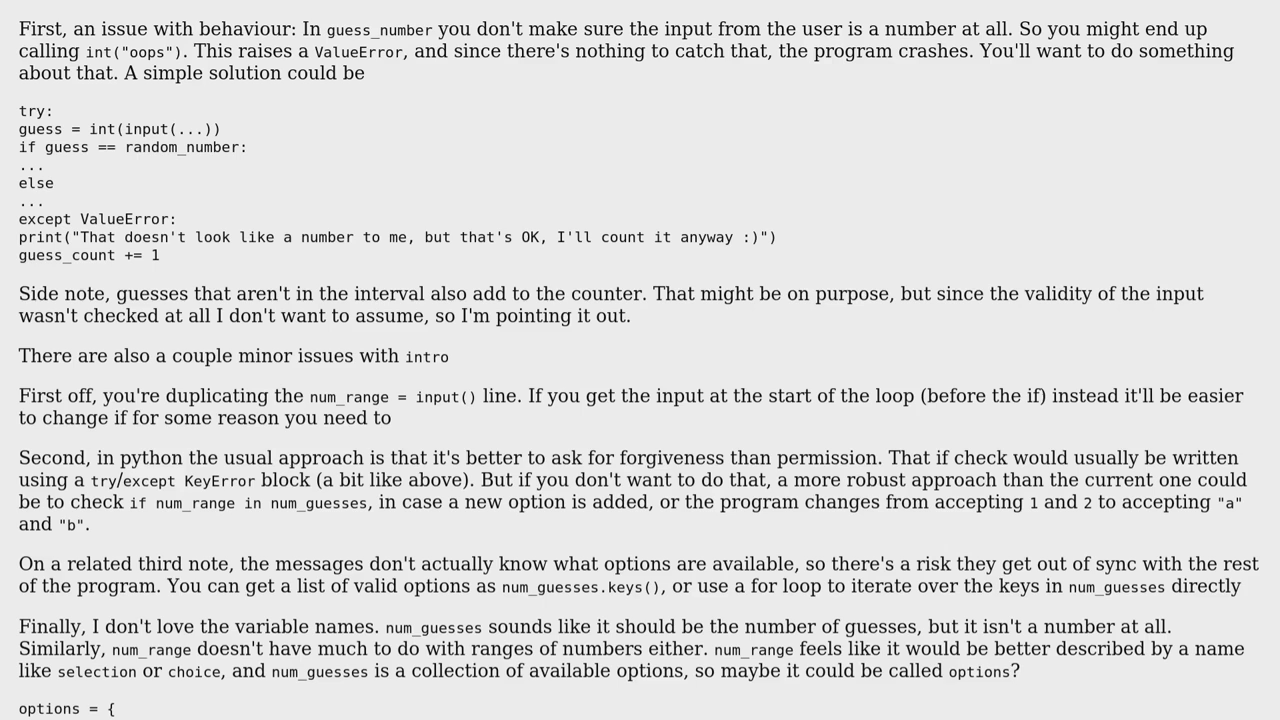 First, an issue with behaviour: In guess_number you don't make sure the input from the user is a number at all. So you might end up
calling int("oops"). This raises a ValueError, and since there's nothing to catch that, the program crashes. You'll want to do something
about that. A simple solution could be
try:
guess = int(input(...))
if guess == random_number:
...
else
...
except ValueError:
print("That doesn't look like a number to me, but that's OK, I'll count it anyway :)")
guess_count += 1
Side note, guesses that aren't in the interval also add to the counter. That might be on purpose, but since the validity of the input
wasn't checked at all I don't want to assume, so I'm pointing it out.
There are also a couple minor issues with intro
First off, you're duplicating the num_range = input() line. If you get the input at the start of the loop (before the if) instead it'll be easier
to change if for some reason you need to
Second, in python the usual approach is that it's better to ask for forgiveness than permission. That if check would usually be written
using a try/except KeyError block (a bit like above). But if you don't want to do that, a more robust approach than the current one could
be to check if num_range in num_guesses, in case a new option is added, or the program changes from accepting 1 and 2 to accepting "a"
and "b".
On a related third note, the messages don't actually know what options are available, so there's a risk they get out of sync with the rest
of the program. You can get a list of valid options as num_guesses.keys(), or use a for loop to iterate over the keys in num_guesses directly
Finally, I don't love the variable names. num_guesses sounds like it should be the number of guesses, but it isn't a number at all.
Similarly, num_range doesn't have much to do with ranges of numbers either. num_range feels like it would be better described by a name
like selection or choice, and num_guesses is a collection of available options, so maybe it could be called options?
options = {